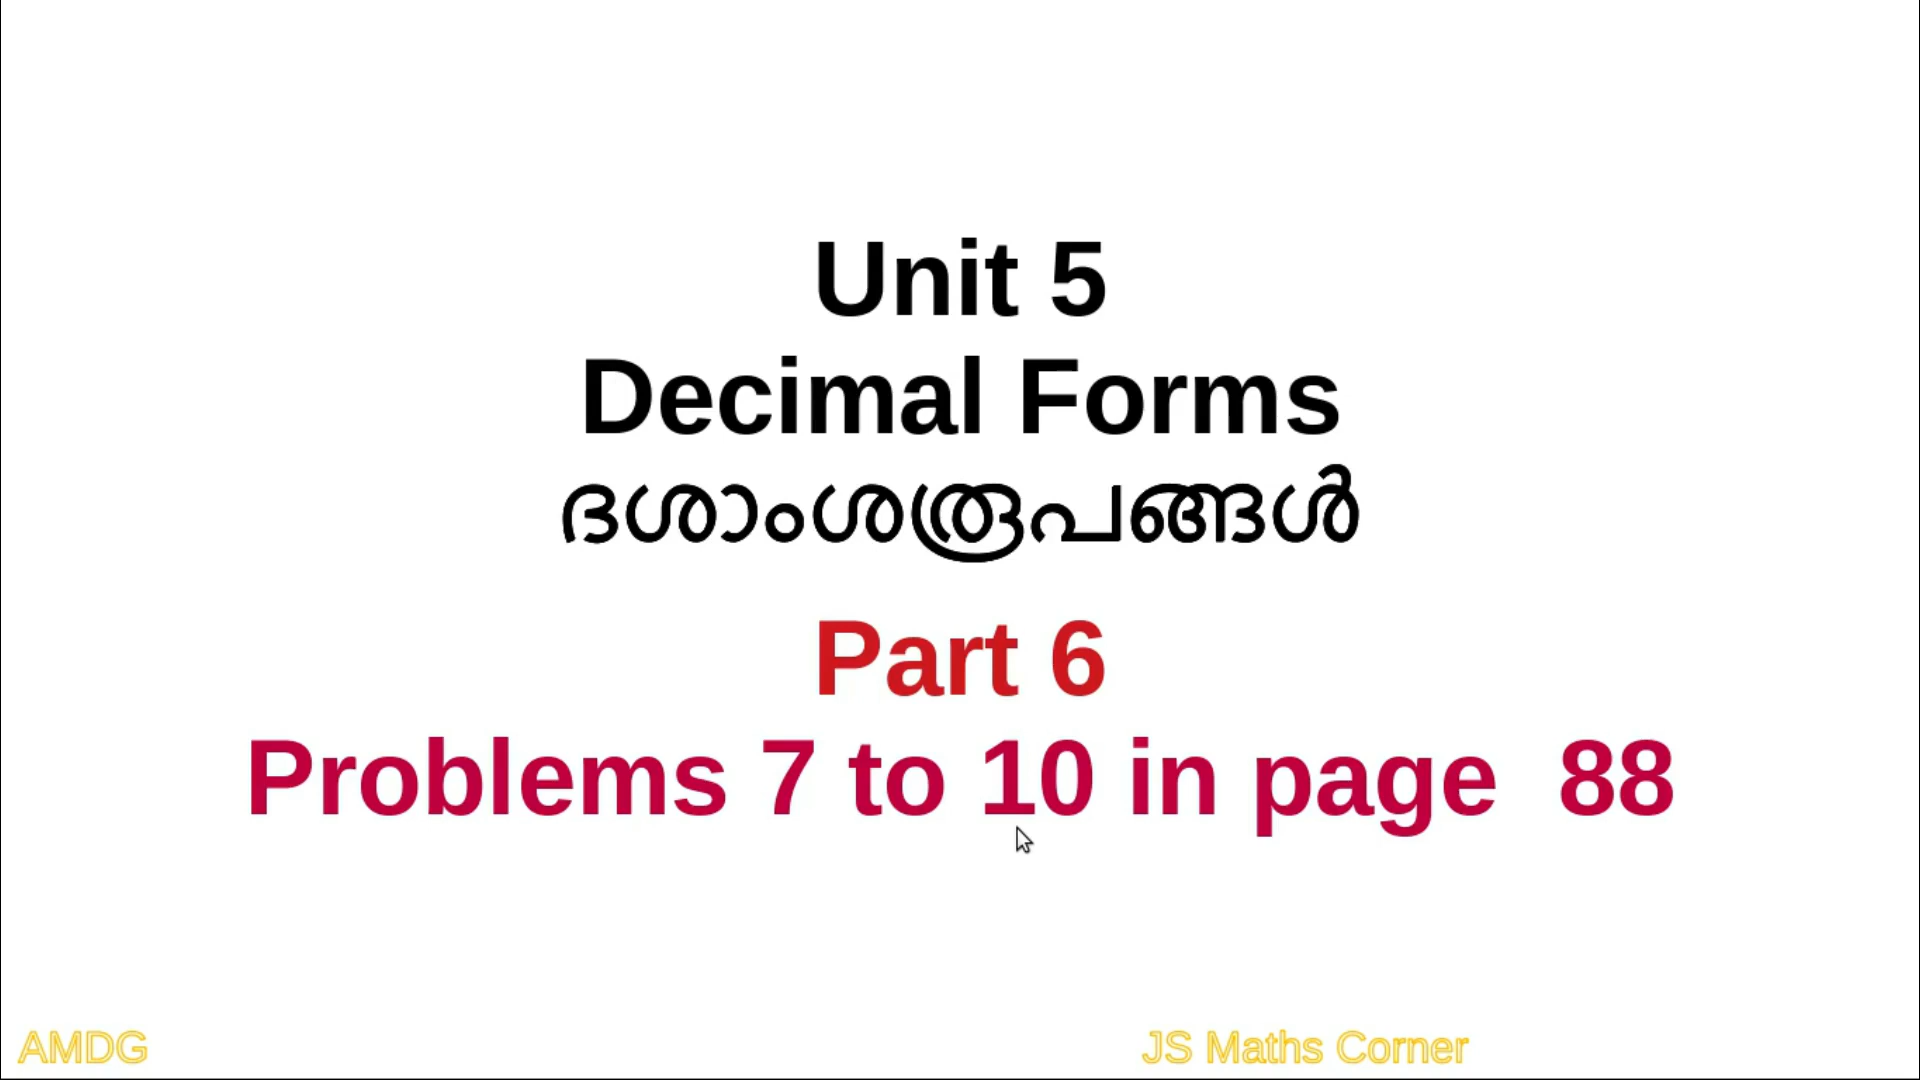 Unit 5
Decimal Forms
ദശാംശരൂപങ്ങൾ
Part 6
Problems 7 to 10 in page 88
AMDG
JS Maths Corner